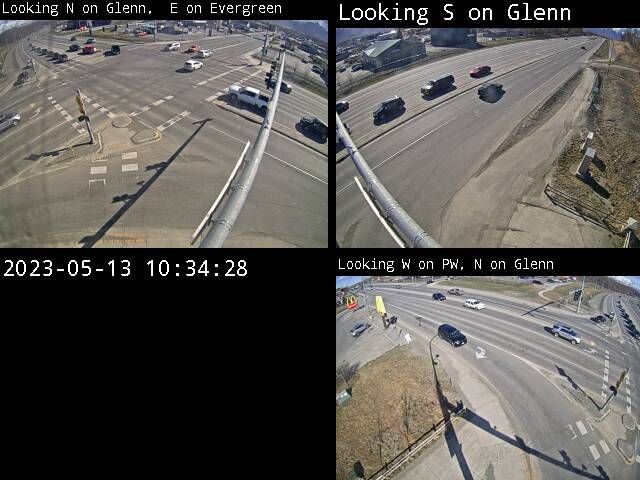 Looking N on Glenn, E on Evergreen
Looking S on Glenn
2023-05-13 10:34:28
Looking W on PW, N on Glenn